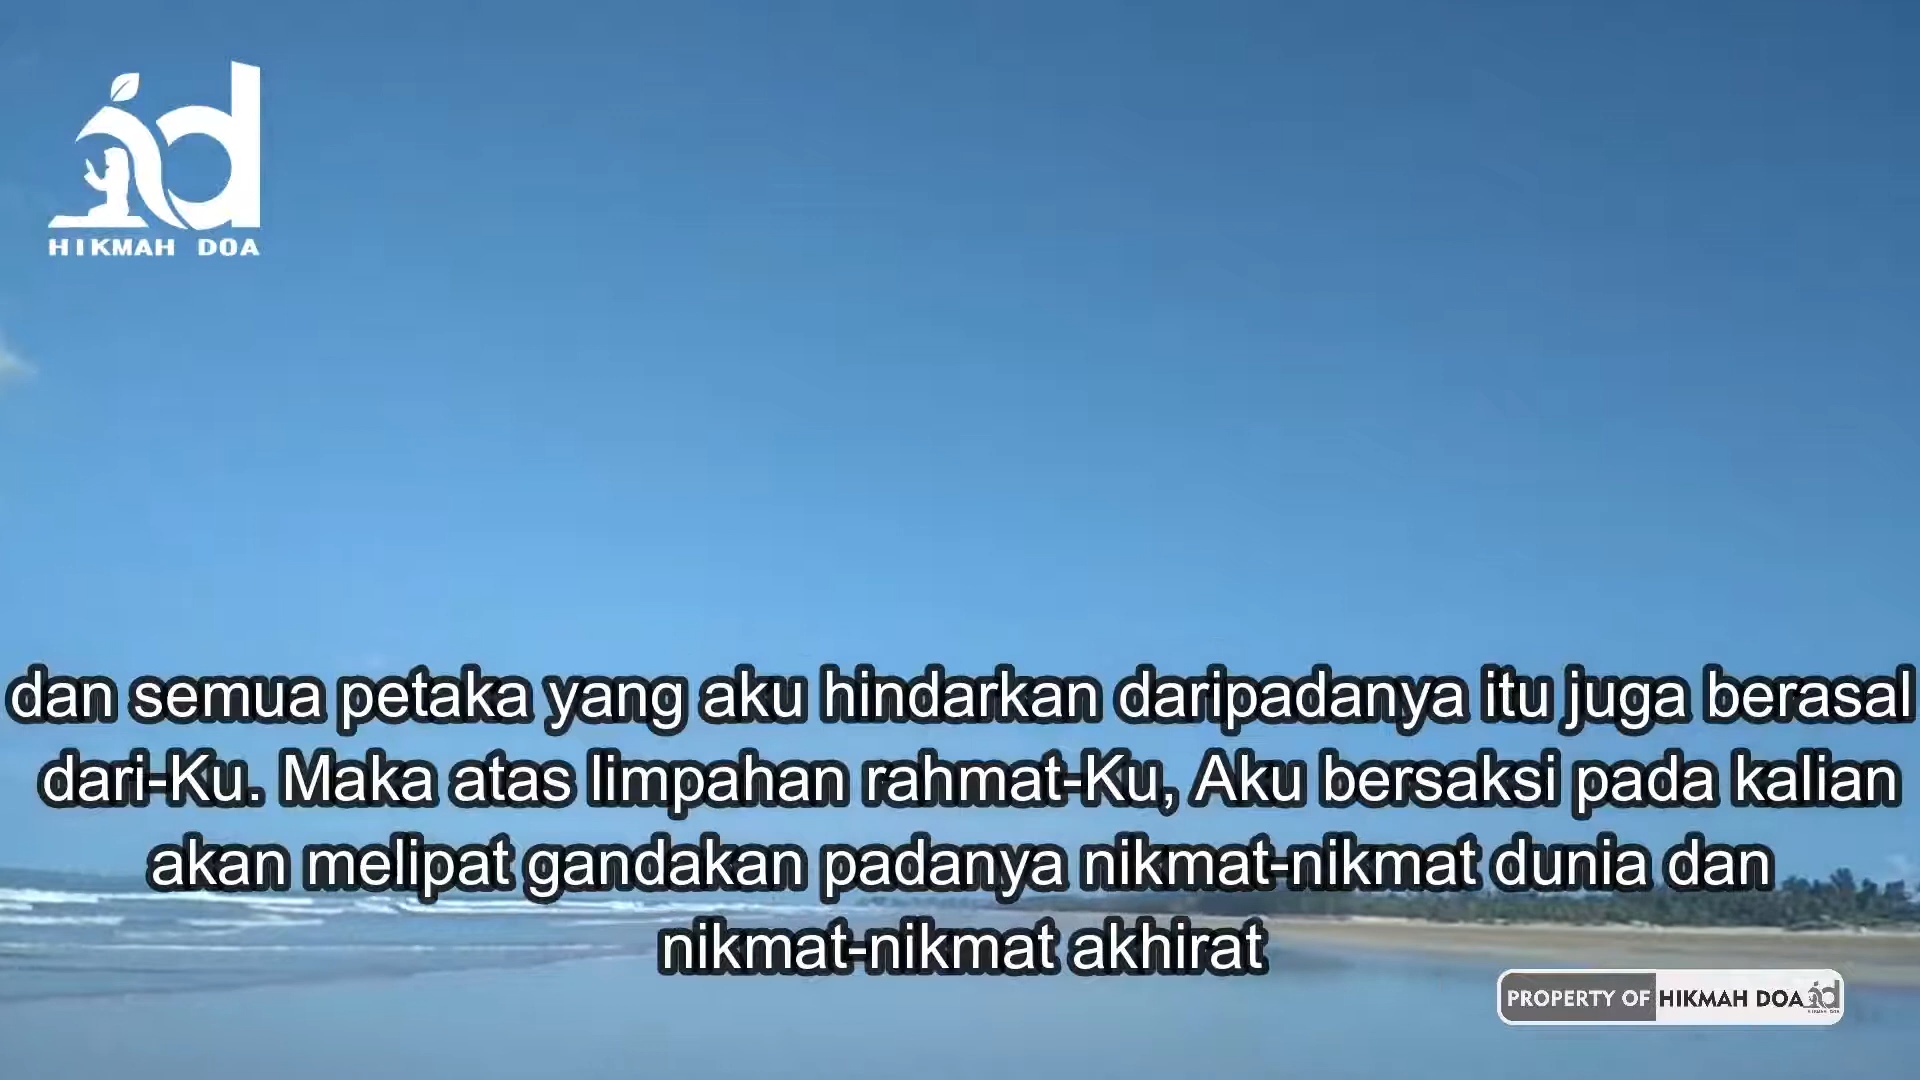 id
HIKMAH DOA
dan semua petaka yang aku hindarkan daripadanya itu juga berasal
dari-Ku. Maka atas limpahan rahmat-Ku, Aku bersaksi pada kalian
akan melipat gandakan padanya nikmat-nikmat dunia dan
nikmat-nikmat akhirat
PROPERTY OF HIKMAH DOA